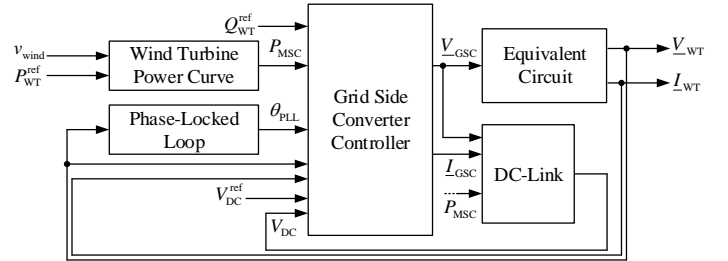 Q_WT^ref
v_wind
P_WT^ref
Wind Turbine
Power Curve
P_MSC
Phase-Locked
Loop
θ_PLL
V_DC^ref
V_DC
Grid Side
Converter
Controller
V_GSC
I_GSC
P_MSC
Equivalent
Circuit
DC-Link
V_WT
I_WT